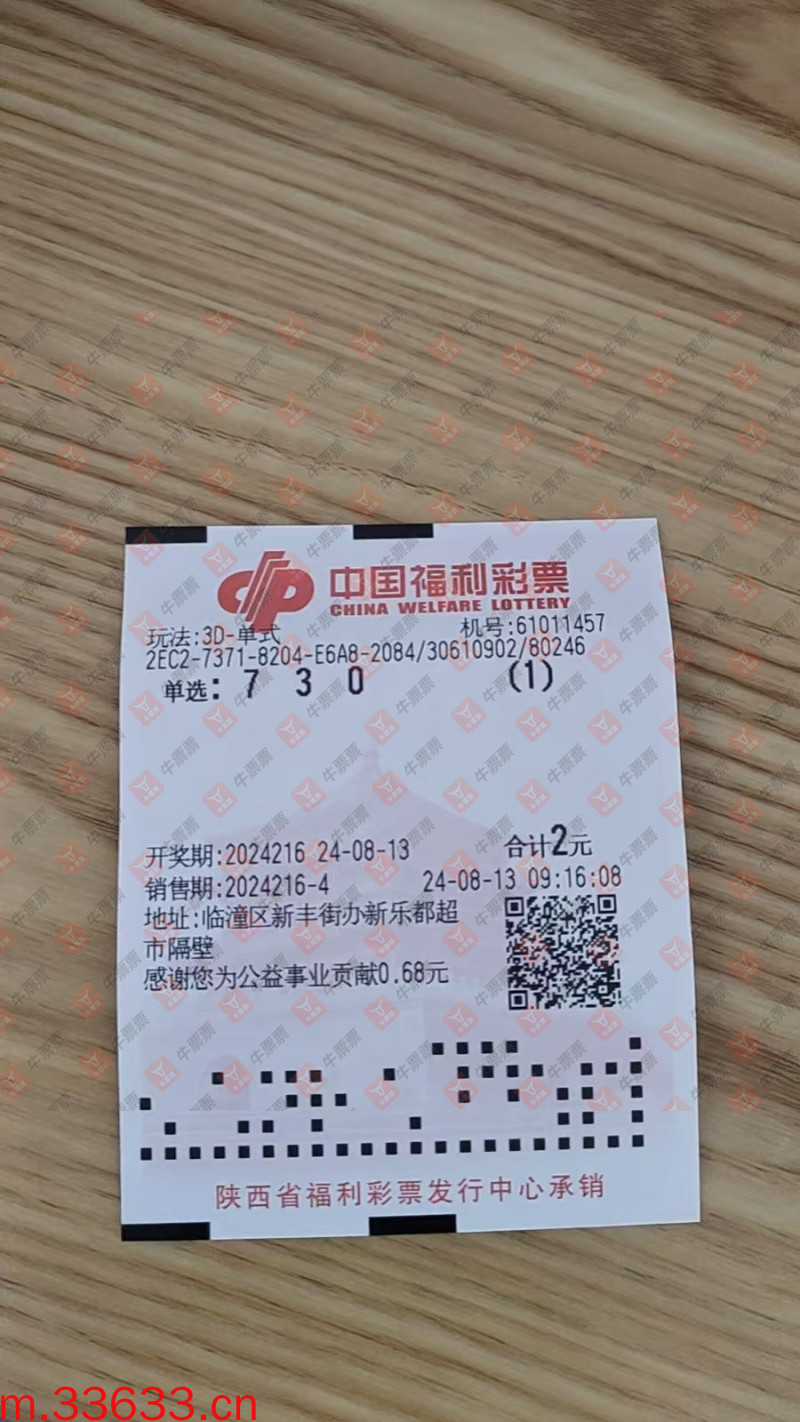 中国福利彩票
CHINA WELFARE LOTTERY
玩法:3D-单式 机号:61011457
2EC2-7371-8204-E6A8-2084/30610902/80246
单选: 7 3 0 (1)
开奖期:2024216 24-08-13 合计2元
销售期:2024216-4 24-08-13 09:16:08
地址:临潼区新丰街办新乐都超
市隔壁
感谢您为公益事业贡献0.68元
陕西省福利彩票发行中心承销
牛票票
m.33633.cn